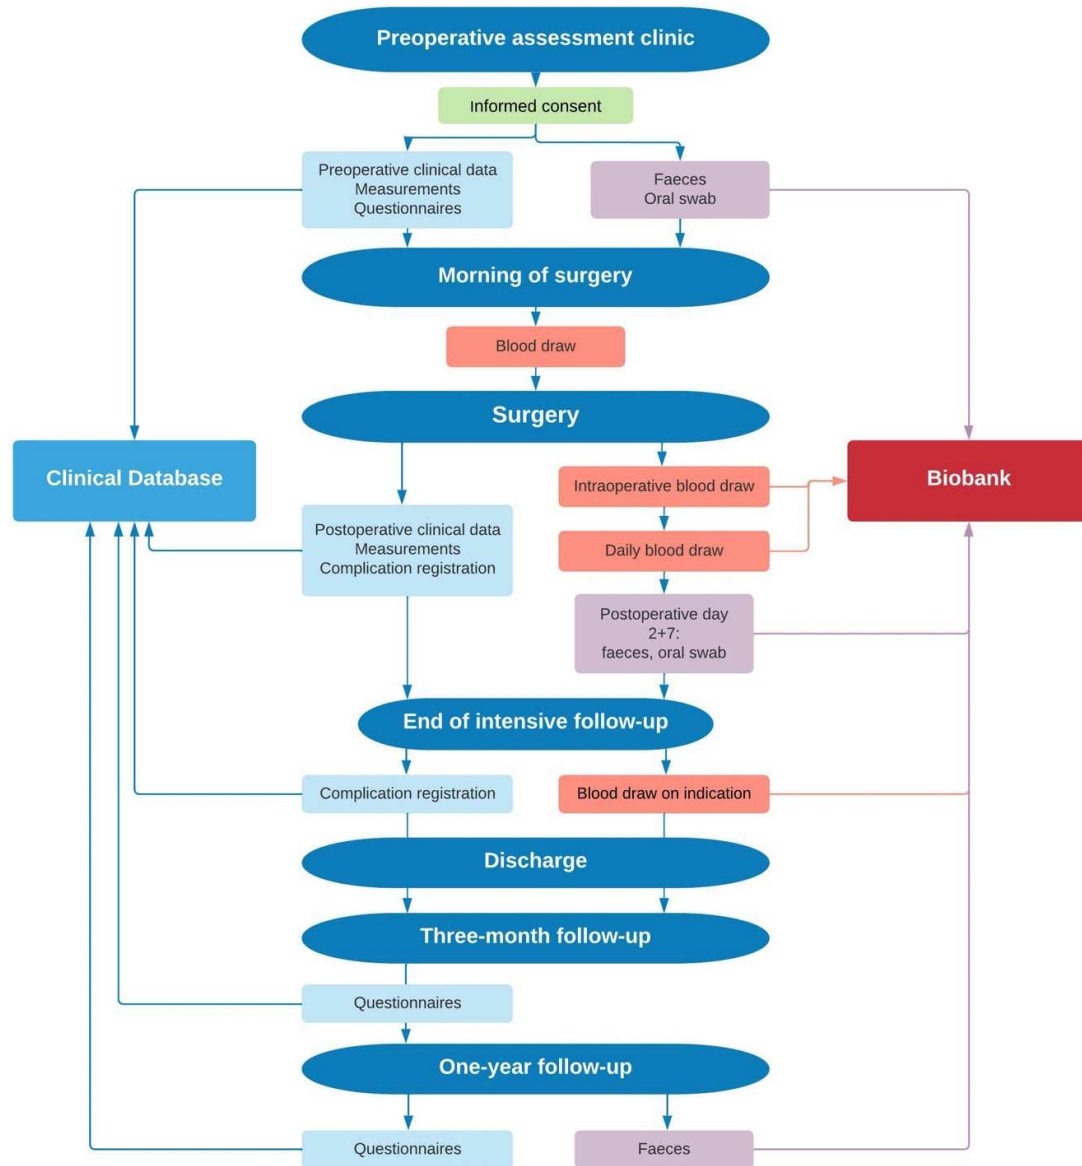 Preoperative assessment clinic
Informed consent
Preoperative clinical data
Measurements
Questionnaires
Faeces
Oral swab
Morning of surgery
Blood draw
Surgery
Clinical Database
Intraoperative blood draw
Biobank
Postoperative clinical data
Measurements
Complication registration
Daily blood draw
Postoperative day
2+7:
faeces, oral swab
End of intensive follow-up
Complication registration
Blood draw on indication
Discharge
Three-month follow-up
Questionnaires
One-year follow-up
Questionnaires
Faeces